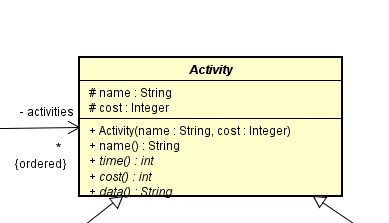 Activity
# name : String
# cost : Integer
- activities
+ Activity(name : String, cost : Integer)
+ name() : String
*
+ time() : int
{ordered}
+ cost() : int
+ data() : String